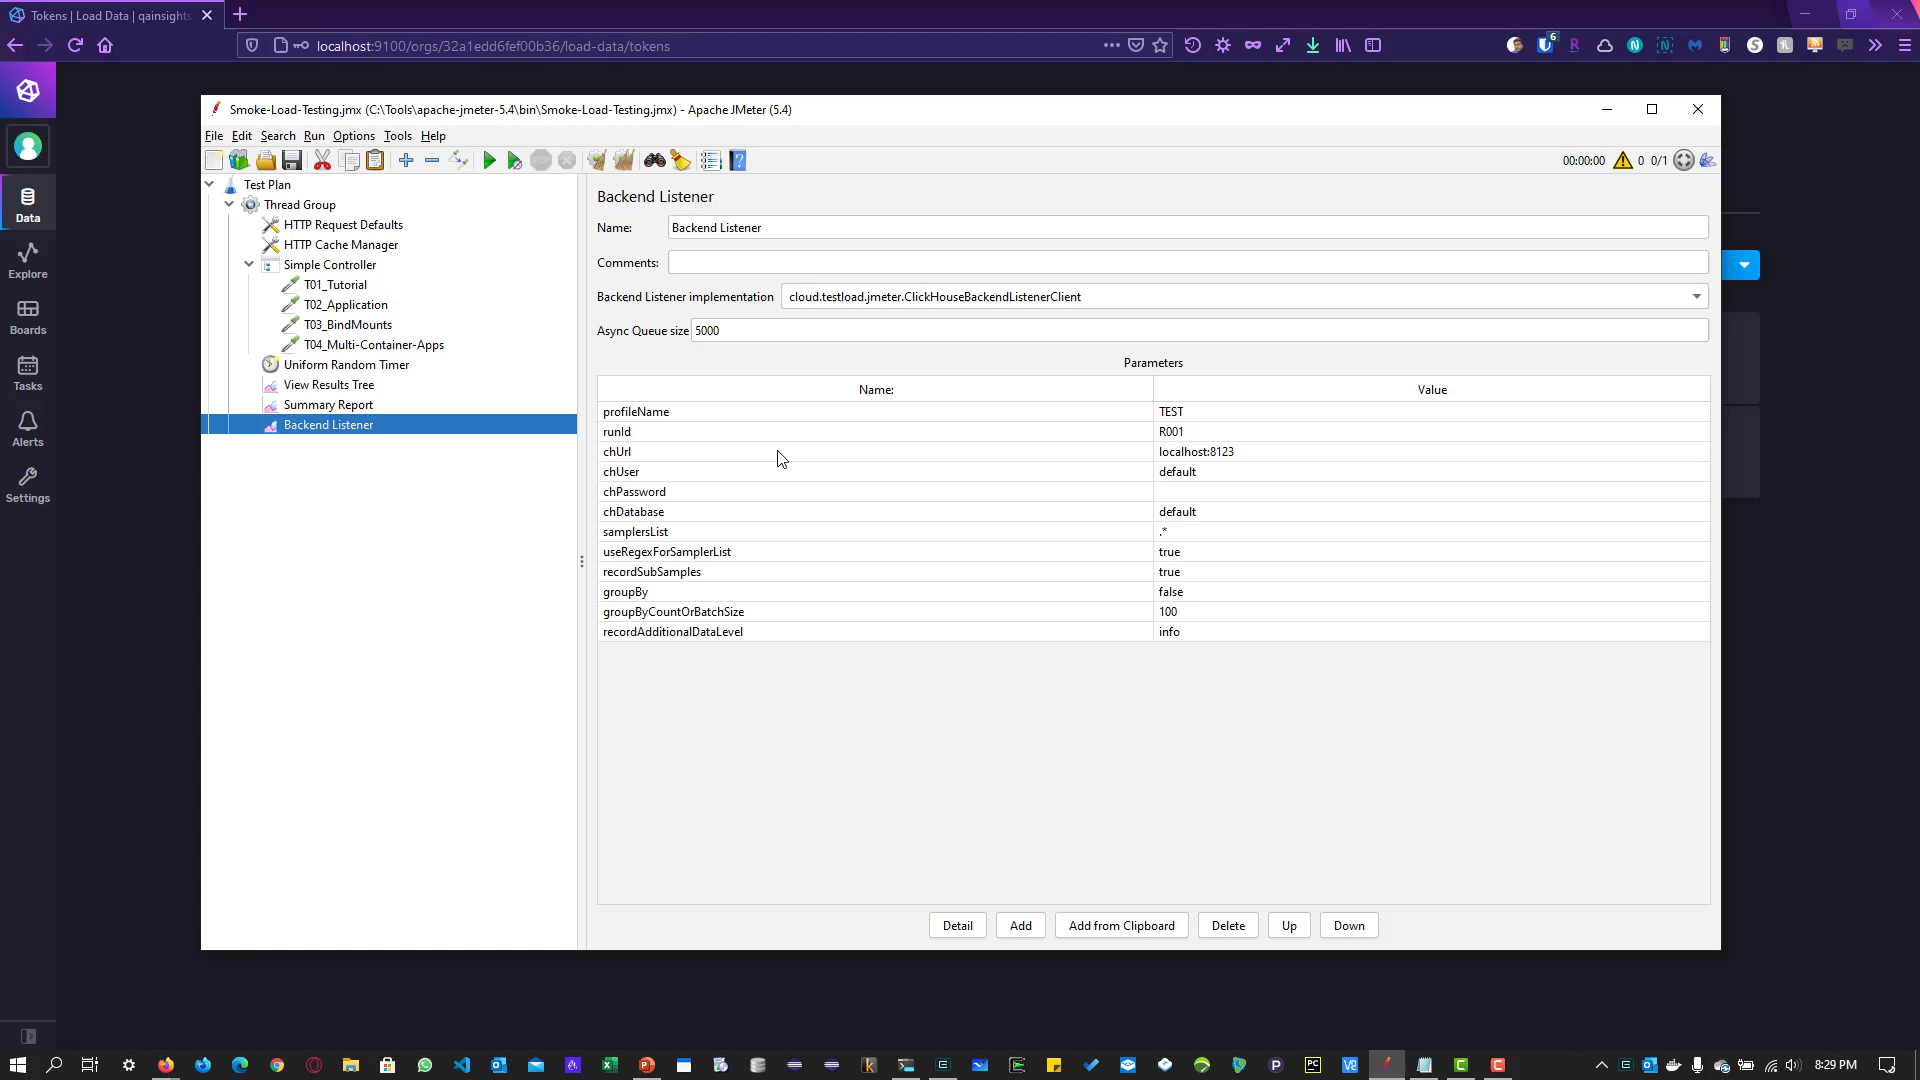 Tokens | Load Data | qainsights
localhost:9100/orgs/32a1edd6fef00b36/load-data/tokens
6
Smoke-Load-Testing.jmx (C:\Tools\apache-jmeter-5.4\bin\Smoke-Load-Testing.jmx) - Apache JMeter (5.4)
File Edit Search Run Options Tools Help
00:00:00 0 0/1
Data
Explore
Boards
Tasks
Alerts
Settings
Test Plan
Thread Group
HTTP Request Defaults
HTTP Cache Manager
Simple Controller
T01_Tutorial
T02_Application
T03_BindMounts
T04_Multi-Container-Apps
Uniform Random Timer
View Results Tree
Summary Report
Backend Listener
Backend Listener
Name: Backend Listener
Comments:
Backend Listener implementation cloud.testload.jmeter.ClickHouseBackendListenerClient
Async Queue size 5000
Parameters
Name: Value
profileName TEST
runId R001
chUrl localhost:8123
chUser default
chPassword
chDatabase default
samplersList .*
useRegexForSamplerList true
recordSubSamples true
groupBy false
groupByCountOrBatchSize 100
recordAdditionalDataLevel info
Detail Add Add from Clipboard Delete Up Down
8:29 PM